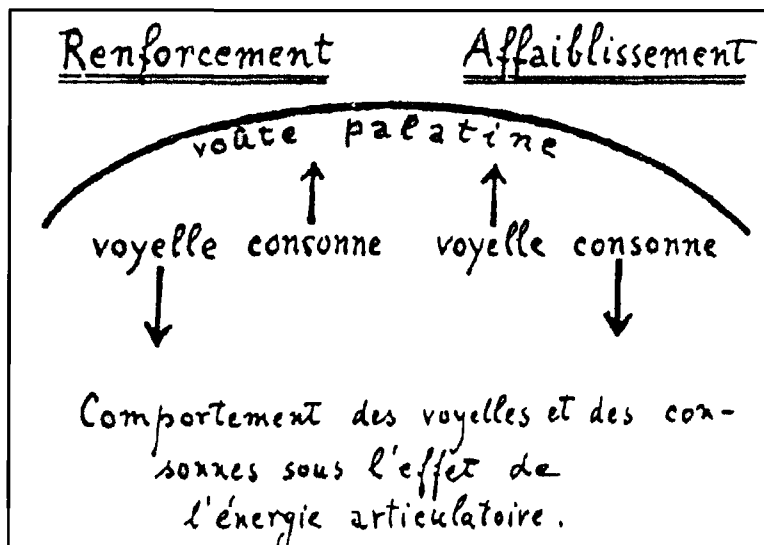 Renforcement Affaiblissement
voûte palatine
voyelle consonne voyelle consonne
Comportement des voyelles et des con-
sonnes sous l'effet de
l'énergie articulatoire.